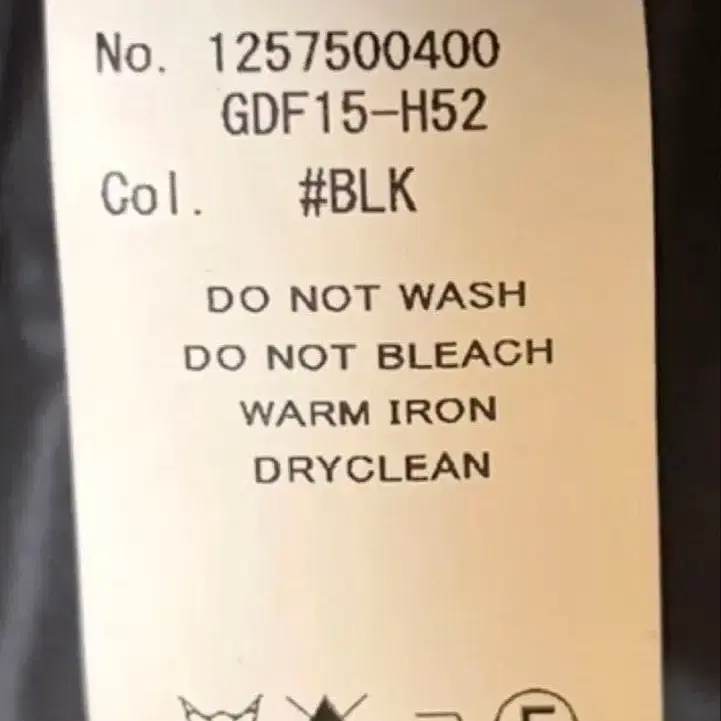 No. 1257500400
GDF15-H52
Col. #BLK
DO NOT WASH
DO NOT BLEACH
WARM IRON
DRYCLEAN